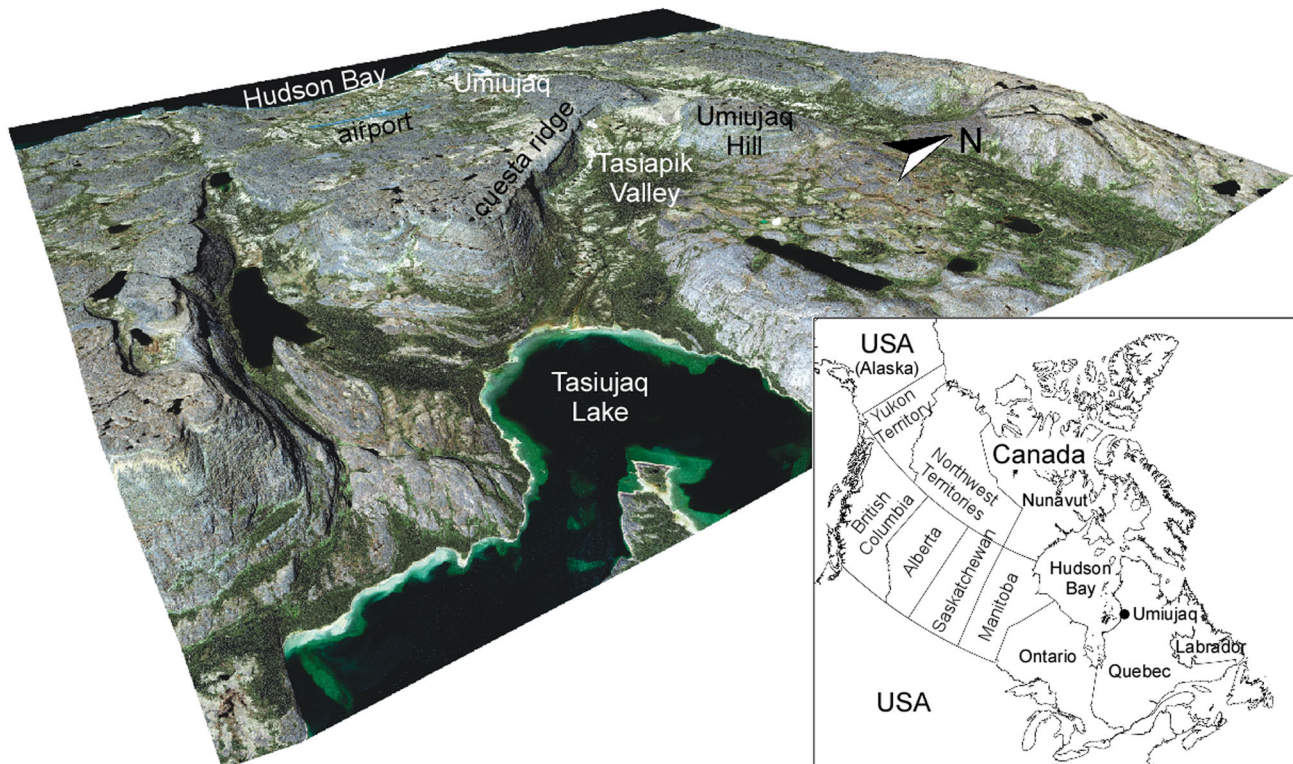 Hudson Bay
Umiujaq
airport
cuesta ridge
Umiujaq
Hill
N
Tasiapik
Valley
Tasiujaq
Lake
USA
(Alaska)
Yukon
Territory
Northwest
Territories
Canada
Nunavut
British
Columbia
Alberta
Saskatchewan
Manitoba
Hudson
Bay
Umiujaq
Labrador
Ontario
Quebec
USA